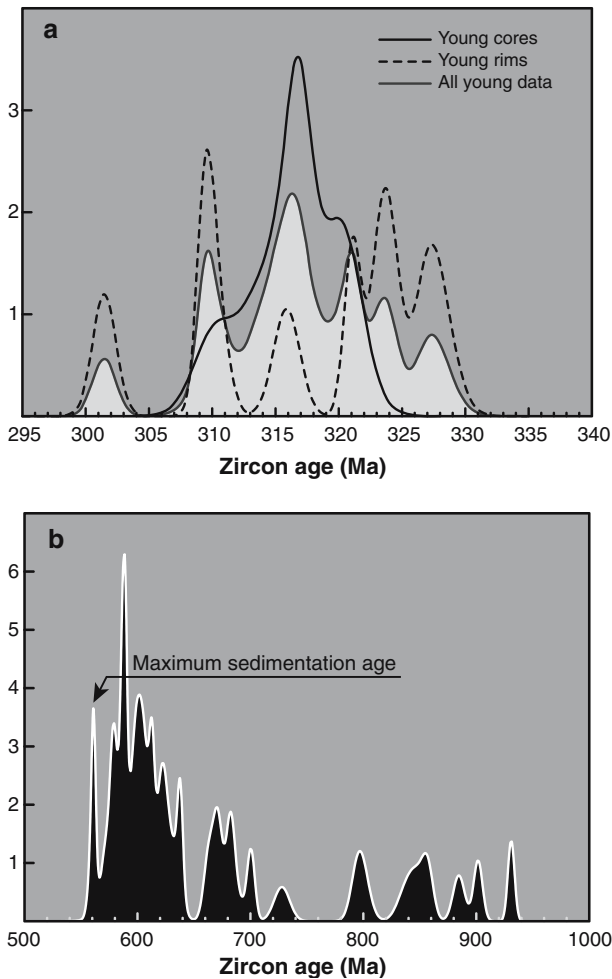 a
Young cores
Young rims
All young data
3
2
1
295 300 305 310 315 320 325 330 335 340
Zircon age (Ma)
b
6
5
Maximum sedimentation age
4
3
2
1
500 600 700 800 900 1000
Zircon age (Ma)